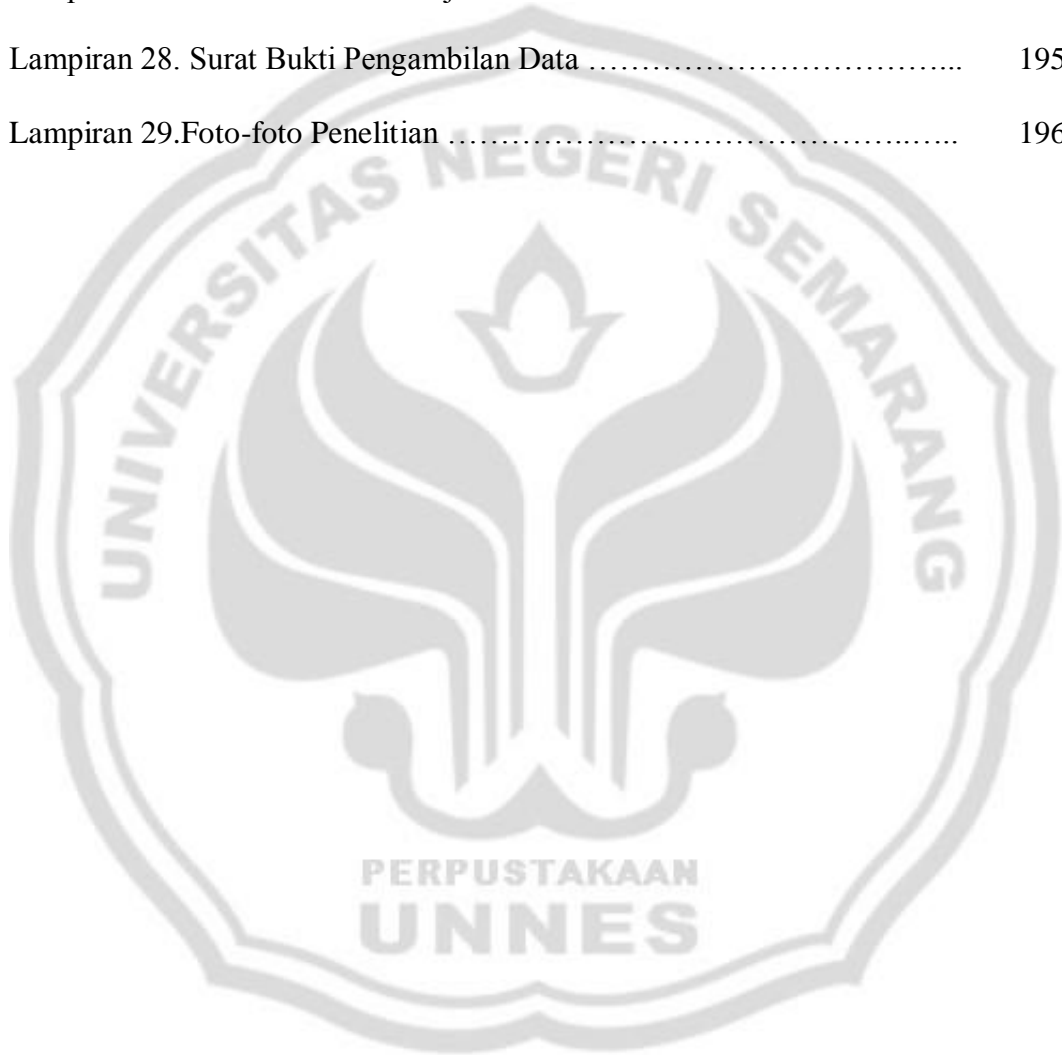 Lampiran 28. Surat Bukti Pengambilan Data ……………………………... 195
Lampiran 29.Foto-foto Penelitian …………………………………….….. 196
UNIVERSITAS NEGERI SEMARANG
PERPUSTAKAAN
UNNES